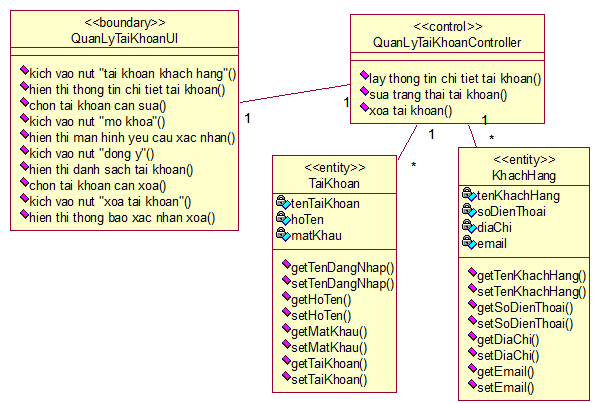 <<boundary>>
QuanLyTaiKhoanUI
kich vao nut "tai khoan khach hang"()
hien thi thong tin chi tiet tai khoan()
chon tai khoan can sua()
kich vao nut "mo khoa"()
hien thi man hinh yeu cau xac nhan()
kich vao nut "dong y"()
hien thi danh sach tai khoan()
chon tai khoan can xoa()
kich vao nut "xoa tai khoan"()
hien thi thong bao xac nhan xoa()
<<control>>
QuanLyTaiKhoanController
lay thong tin chi tiet tai khoan()
sua trang thai tai khoan()
xoa tai khoan()
1
1
1
1
*
*
<<entity>>
TaiKhoan
tenTaiKhoan
hoTen
matKhau
getTenDangNhap()
setTenDangNhap()
getHoTen()
setHoTen()
getMatKhau()
setMatKhau()
getTaiKhoan()
setTaiKhoan()
<<entity>>
KhachHang
tenKhachHang
soDienThoai
diaChi
email
getTenKhachHang()
setTenKhachHang()
getSoDienThoai()
setSoDienThoai()
getDiaChi()
setDiaChi()
getEmail()
setEmail()